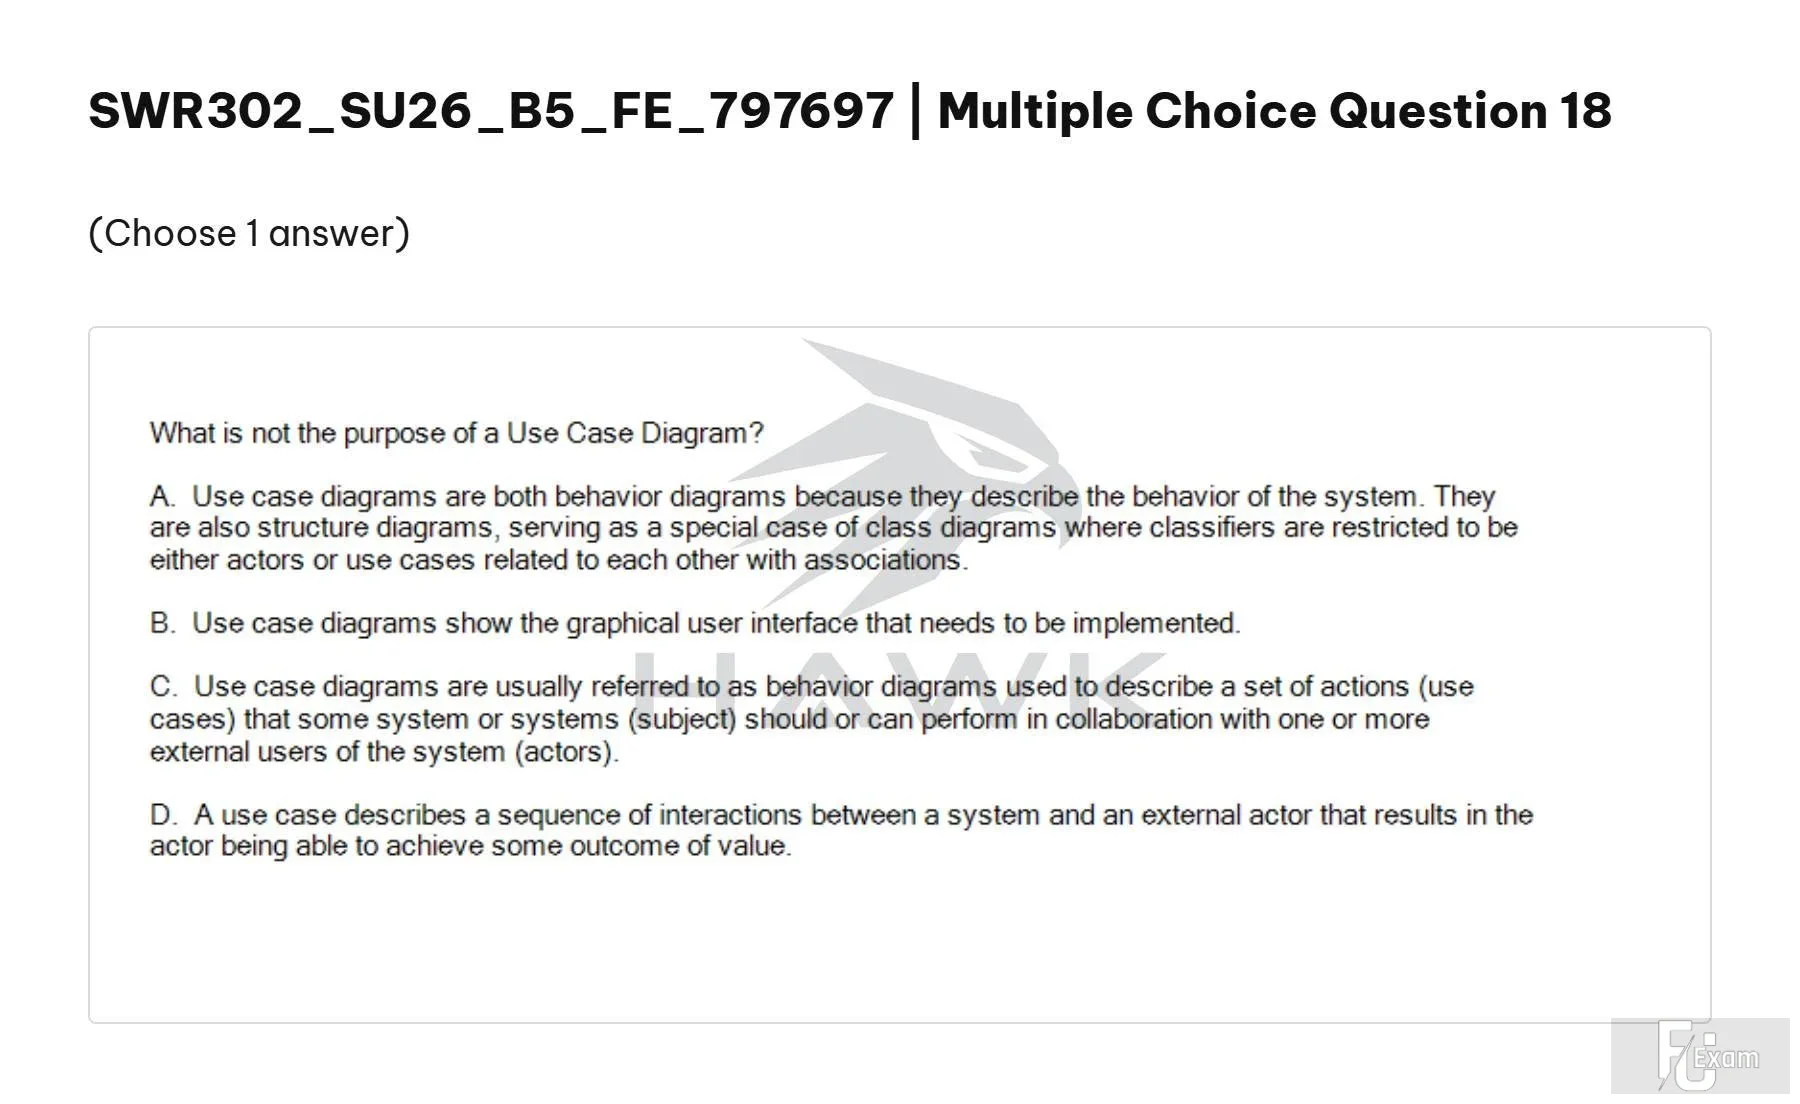 SWR302_SU26_B5_FE_797697 | Multiple Choice Question 18
(Choose 1 answer)
What is not the purpose of a Use Case Diagram?
A. Use case diagrams are both behavior diagrams because they describe the behavior of the system. They
are also structure diagrams, serving as a special case of class diagrams where classifiers are restricted to be
either actors or use cases related to each other with associations.
B. Use case diagrams show the graphical user interface that needs to be implemented.
HAWK
C. Use case diagrams are usually referred to as behavior diagrams used to describe a set of actions (use
cases) that some system or systems (subject) should or can perform in collaboration with one or more
external users of the system (actors).
D. A use case describes a sequence of interactions between a system and an external actor that results in the
actor being able to achieve some outcome of value.
FU Exam